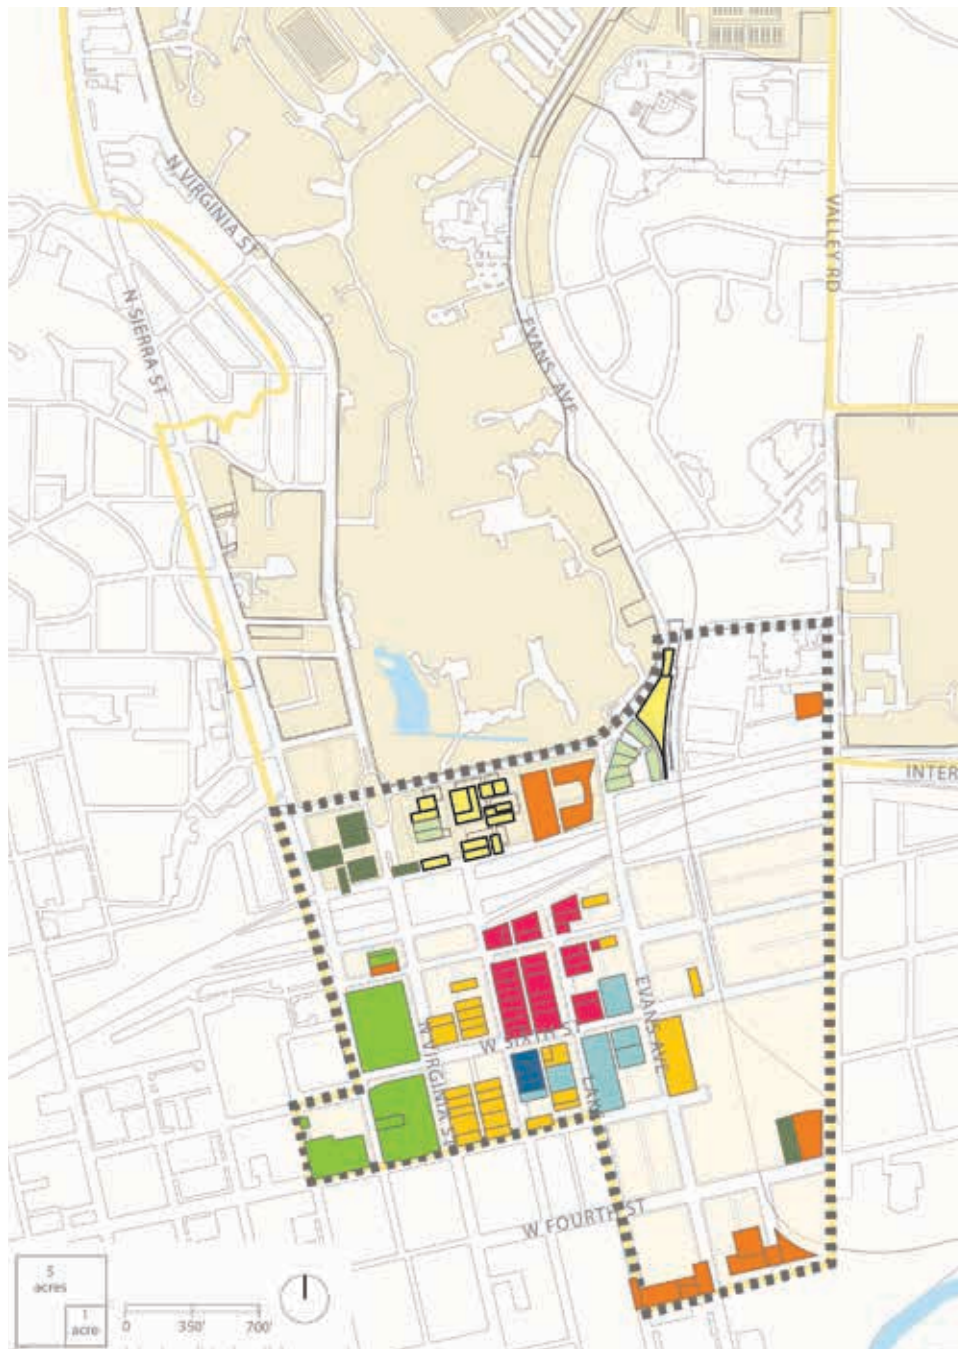 N VIRGINIA ST
VALLEY RD
N SIERRA ST
EVANS AVE
INTER
EVANS AVE
N VIRGINIA ST
W SIXTH ST
LAKE
W FOURTH ST
5
acres
1
acre
0 350' 700'